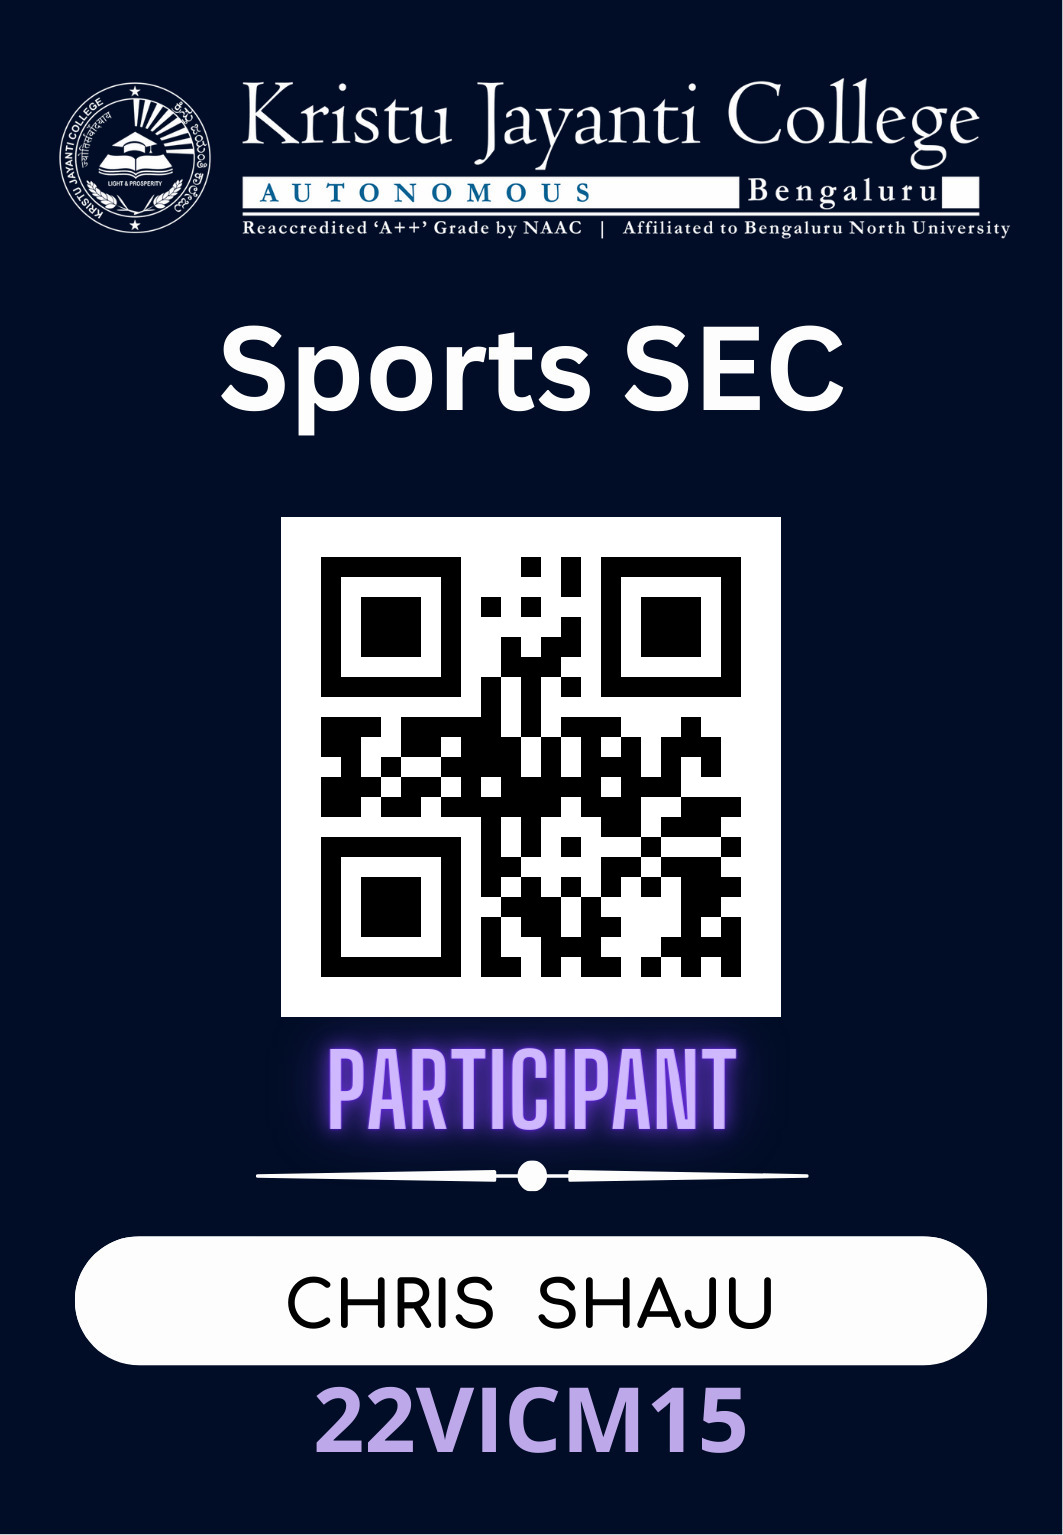 KRISTU JAYANTI COLLEGE
ಕ್ರಿಸ್ತು ಜಯಂತಿ ಕಾಲೇಜು
LIGHT & PROSPERITY
Kristu Jayanti College
AUTONOMOUS Bengaluru
Reaccredited ‘A++’ Grade by NAAC | Affiliated to Bengaluru North University
Sports SEC
PARTICIPANT
CHRIS SHAJU
22VICM15